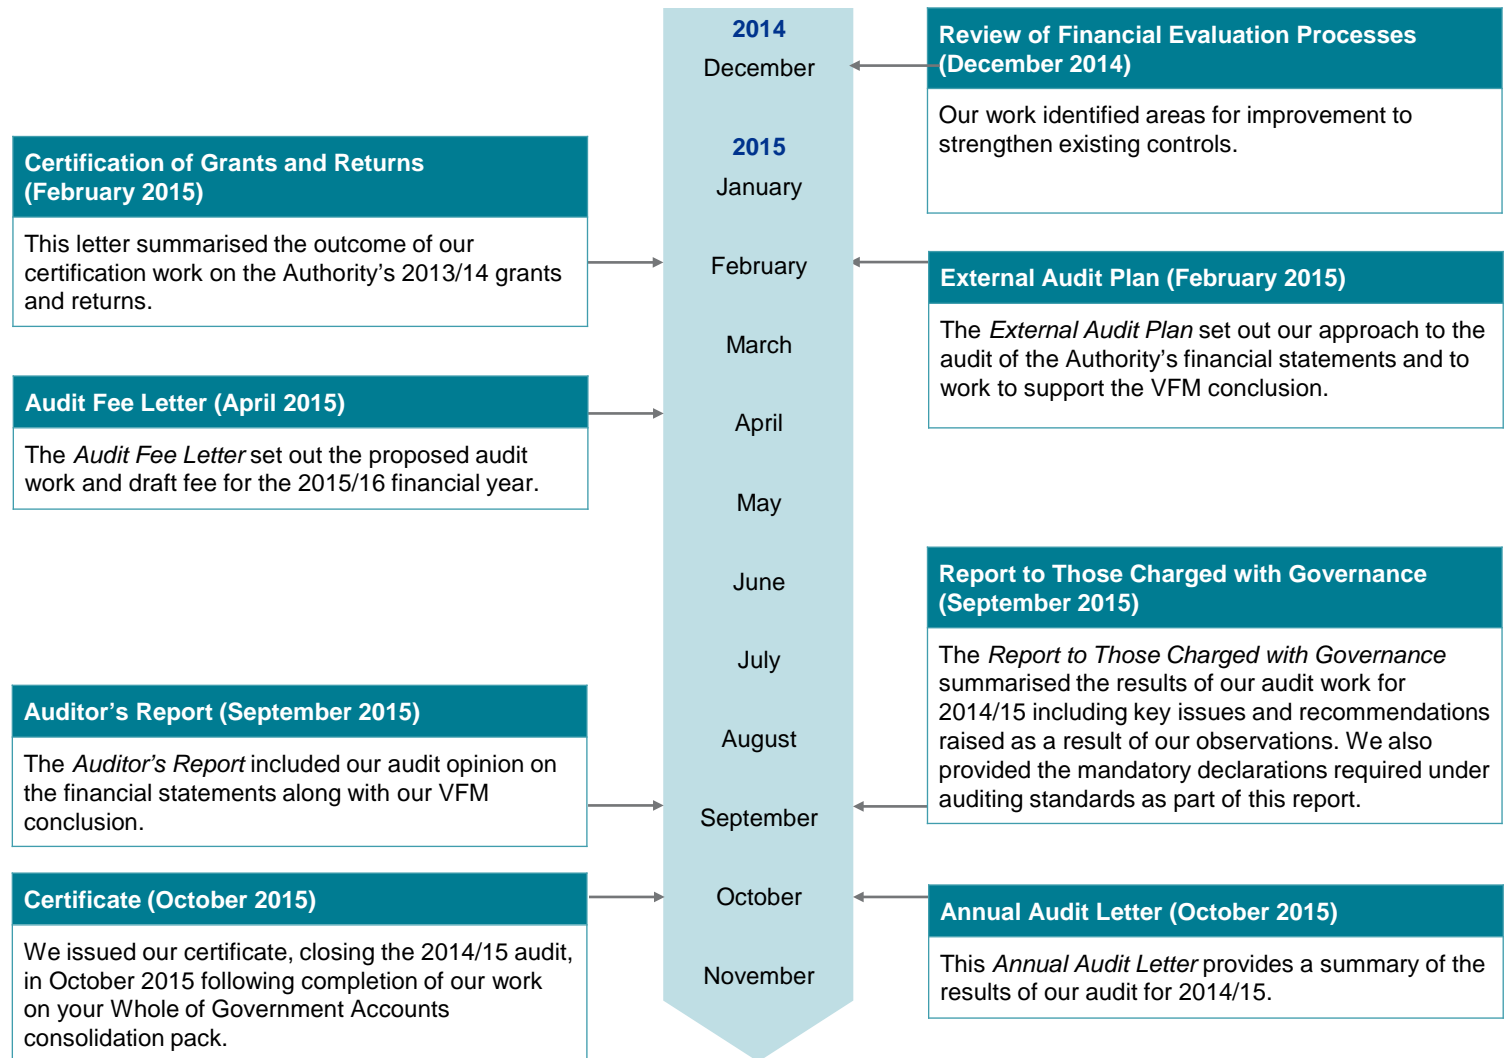 2014
December
2015
January
February
March
April
May
June
July
August
September
October
November
Certification of Grants and Returns
(February 2015)
This letter summarised the outcome of our
certification work on the Authority’s 2013/14 grants
and returns.
Audit Fee Letter (April 2015)
The Audit Fee Letter set out the proposed audit
work and draft fee for the 2015/16 financial year.
Auditor’s Report (September 2015)
The Auditor’s Report included our audit opinion on
the financial statements along with our VFM
conclusion.
Certificate (October 2015)
We issued our certificate, closing the 2014/15 audit,
in October 2015 following completion of our work
on your Whole of Government Accounts
consolidation pack.
Review of Financial Evaluation Processes
(December 2014)
Our work identified areas for improvement to
strengthen existing controls.
External Audit Plan (February 2015)
The External Audit Plan set out our approach to the
audit of the Authority’s financial statements and to
work to support the VFM conclusion.
Report to Those Charged with Governance
(September 2015)
The Report to Those Charged with Governance
summarised the results of our audit work for
2014/15 including key issues and recommendations
raised as a result of our observations. We also
provided the mandatory declarations required under
auditing standards as part of this report.
Annual Audit Letter (October 2015)
This Annual Audit Letter provides a summary of the
results of our audit for 2014/15.